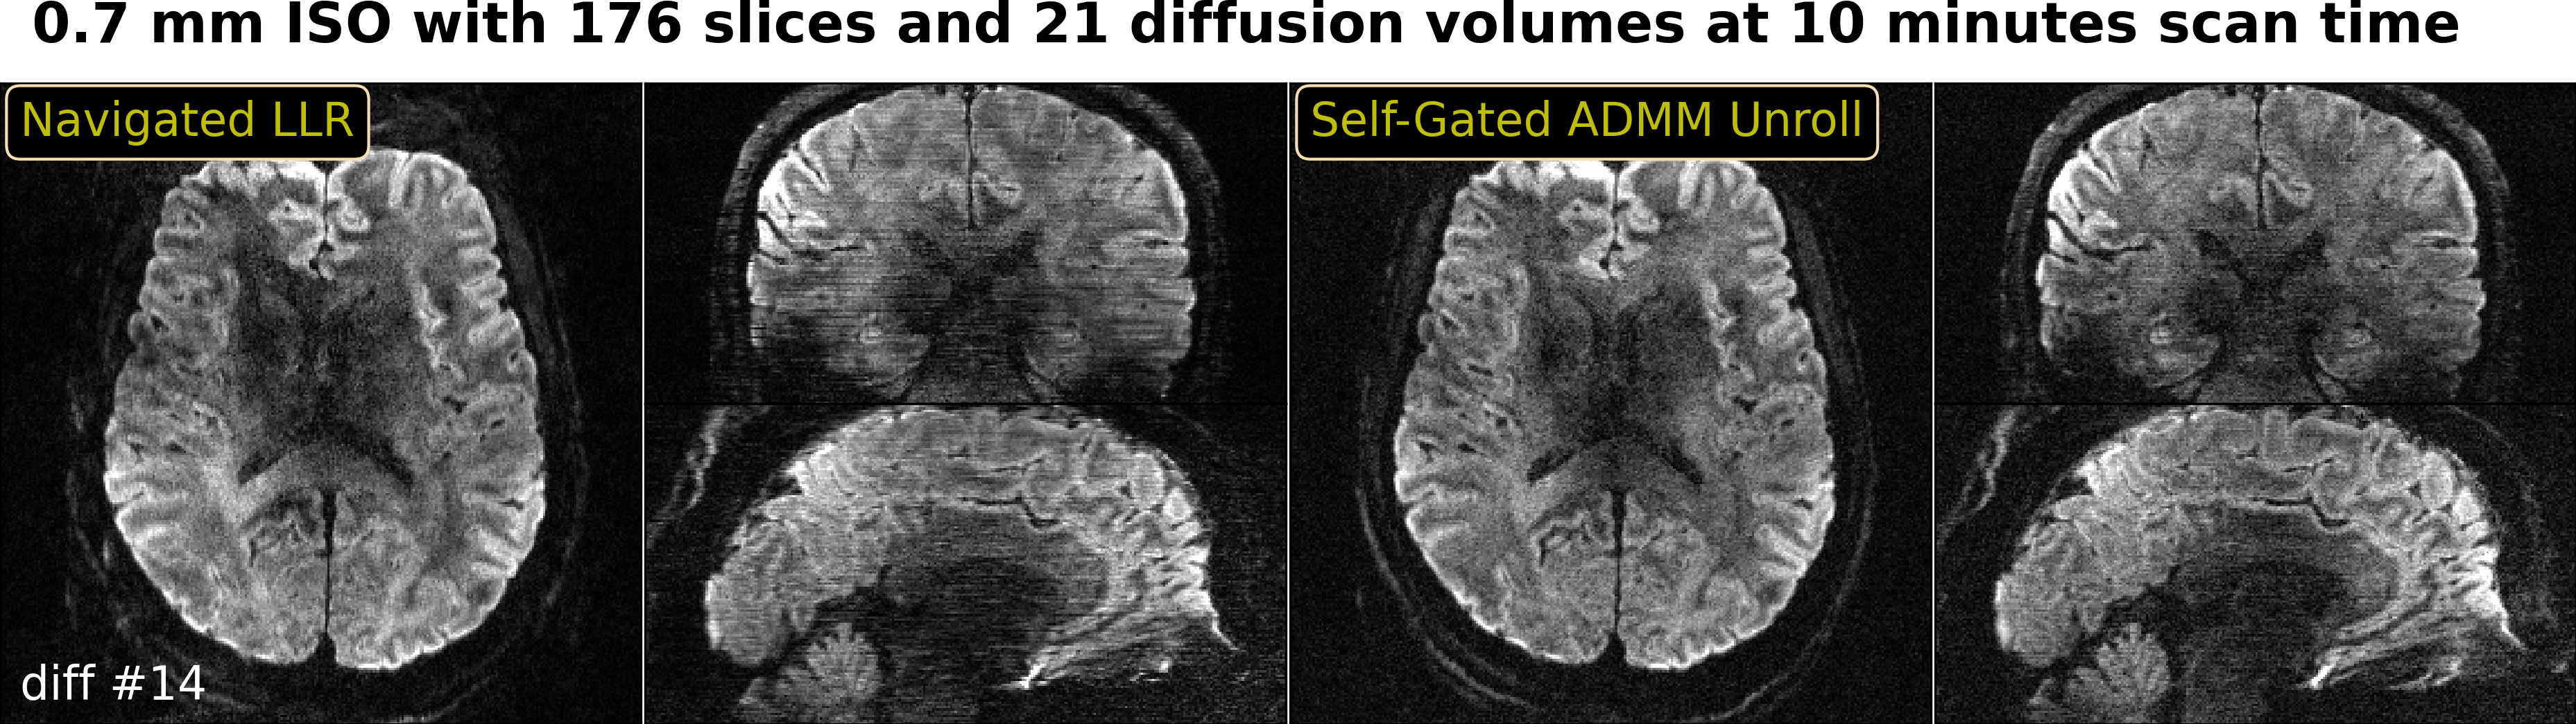 0.7 mm ISO with 176 slices and 21 diffusion volumes at 10 minutes scan time
Navigated LLR
Self-Gated ADMM Unroll
diff #14